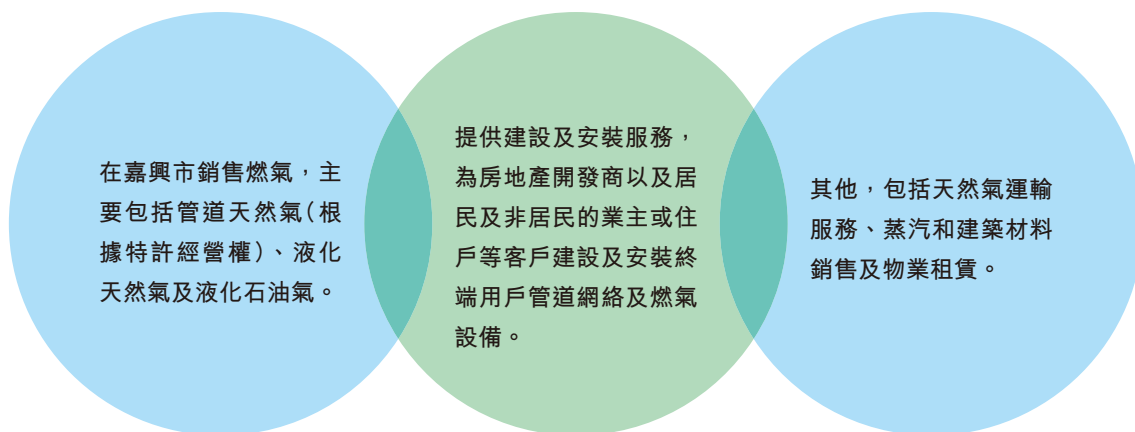 在嘉興市銷售燃氣，主
要包括管道天然氣（根
據特許經營權）、液化
天然氣及液化石油氣。
提供建設及安裝服務，
為房地產開發商以及居
民及非居民的業主或住
戶等客戶建設及安裝終
端用戶管道網絡及燃氣
設備。
其他，包括天然氣運輸
服務、蒸汽和建築材料
銷售及物業租賃。